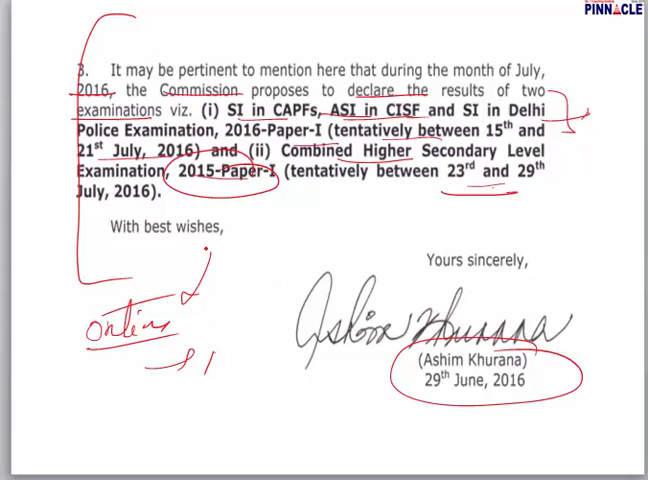 PINNACLE
3. It may be pertinent to mention here that during the month of July,
2016, the Commission proposes to declare the results of two
examinations viz. (i) SI in CAPFs, ASI in CISF and SI in Delhi
Police Examination, 2016-Paper-I (tentatively between 15th and
21st July, 2016) and (ii) Combined Higher Secondary Level
Examination, 2015-Paper-I (tentatively between 23rd and 29th
July, 2016).
With best wishes,
Yours sincerely,
Ashim Khurana
(Ashim Khurana)
29th June, 2016